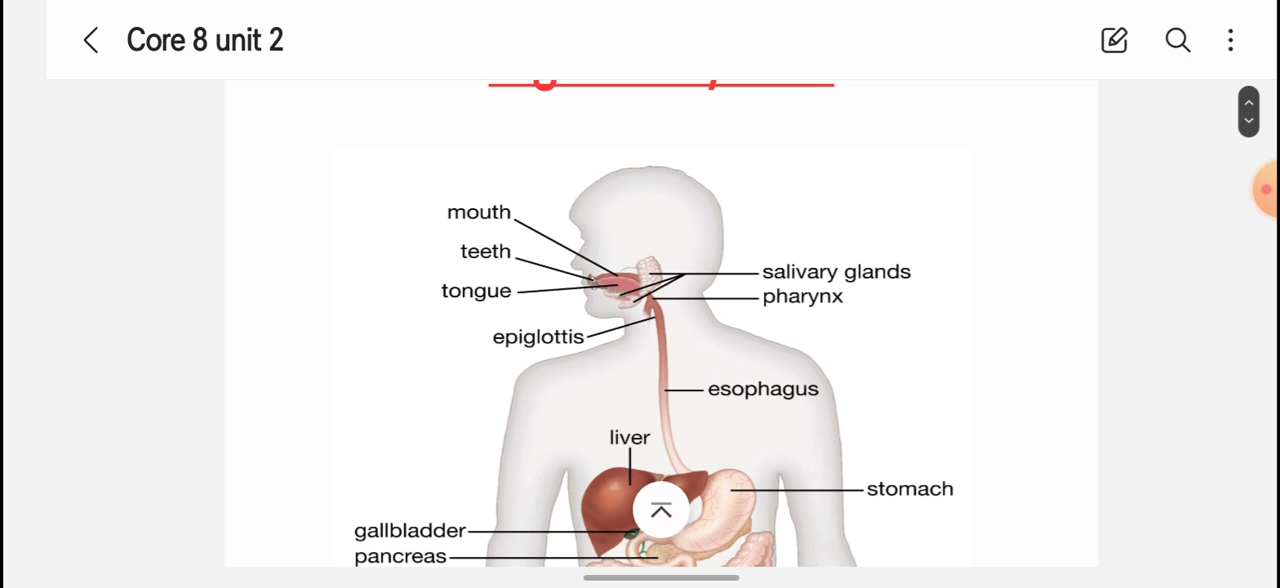 Core 8 unit 2
mouth
teeth
salivary glands
tongue
pharynx
epiglottis
esophagus
liver
stomach
gallbladder
pancreas